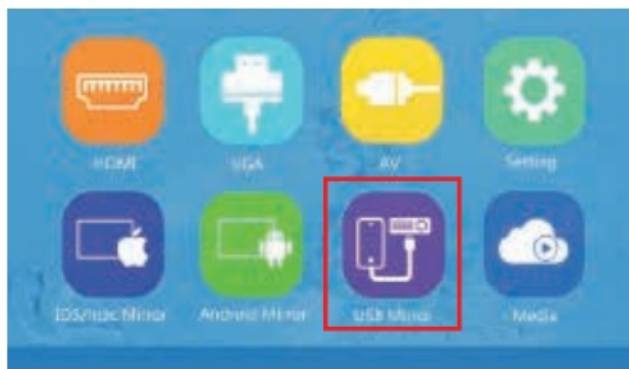 HDMI
VGA
AV
Setting
IOS/mac Mirror
Android Mirror
USB Mirror
Media